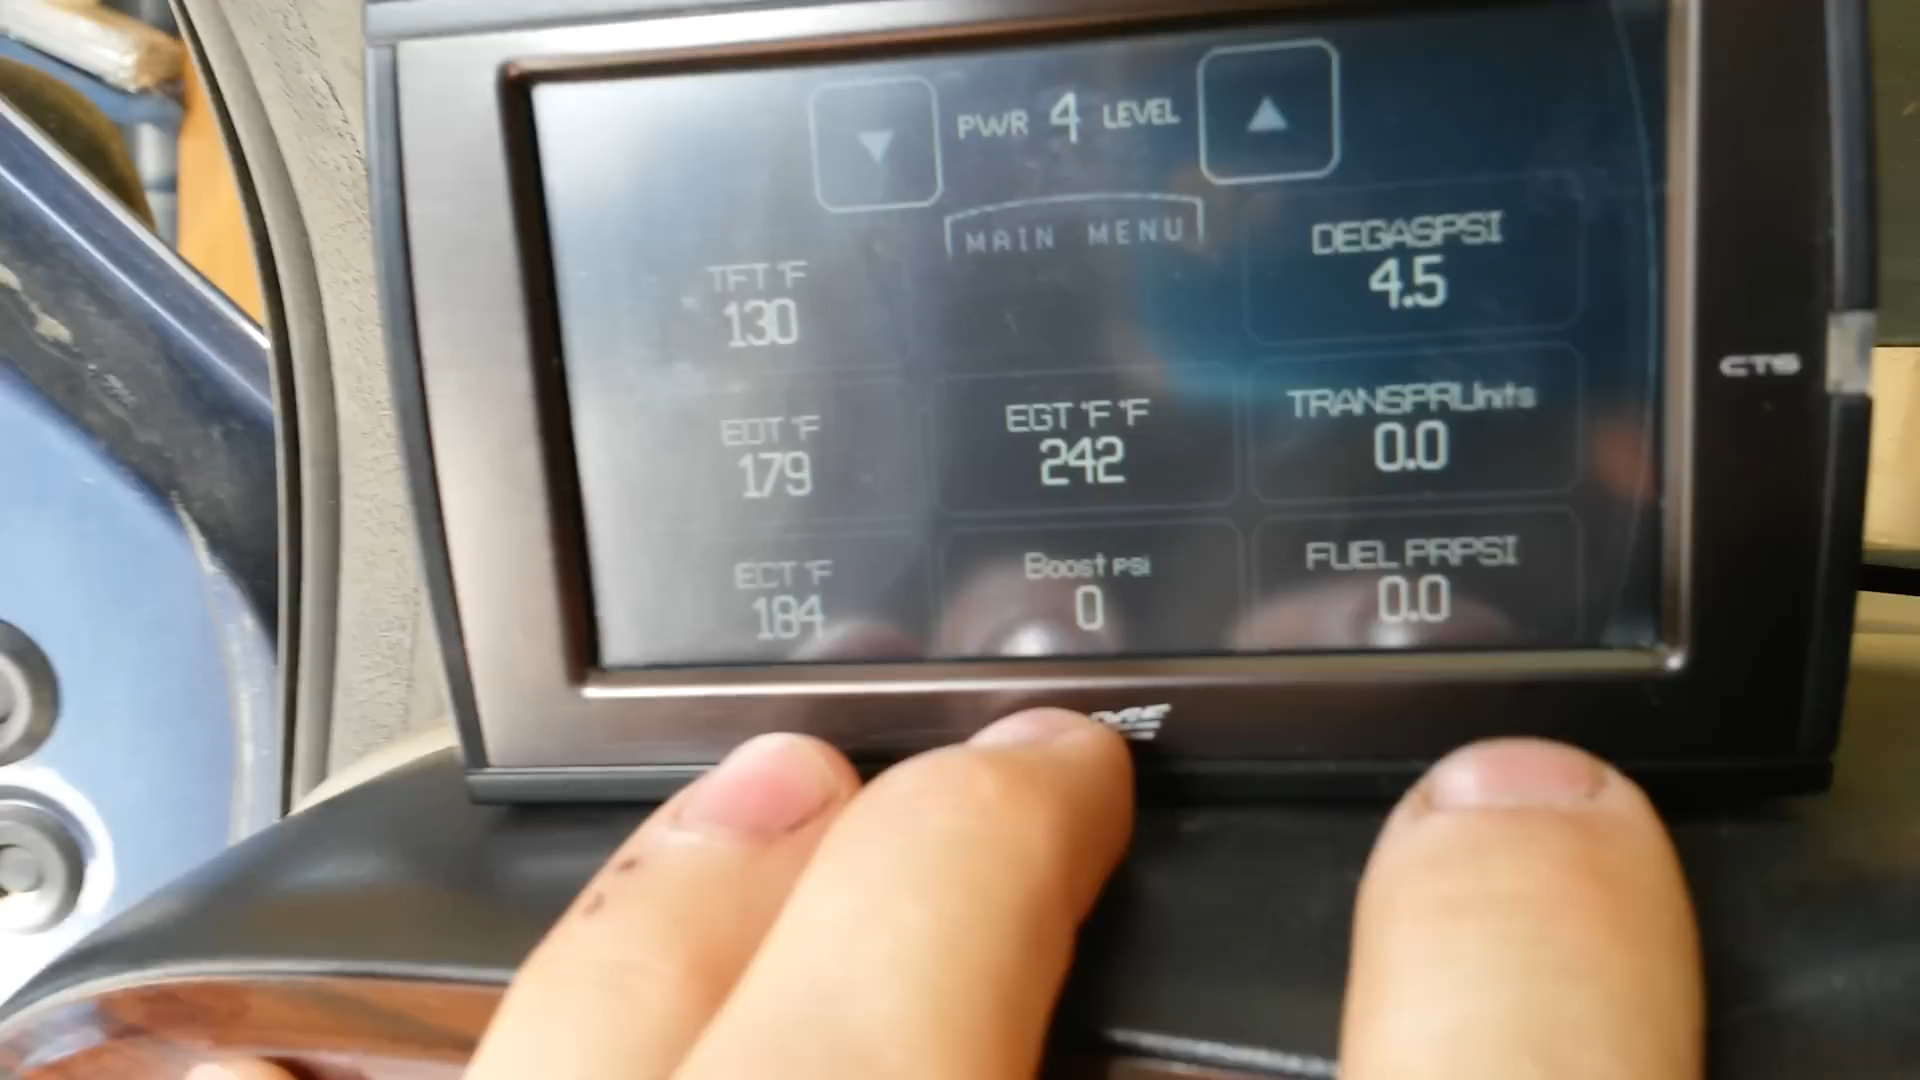 PWR 4 LEVEL
MAIN MENU
DEGASPSI
4.5
TFT °F
130
EOT °F
179
EGT °F °F
242
TRANSPRUnits
0.0
ECT °F
184
Boost PSI
0
FUEL PRPSI
0.0
CTS